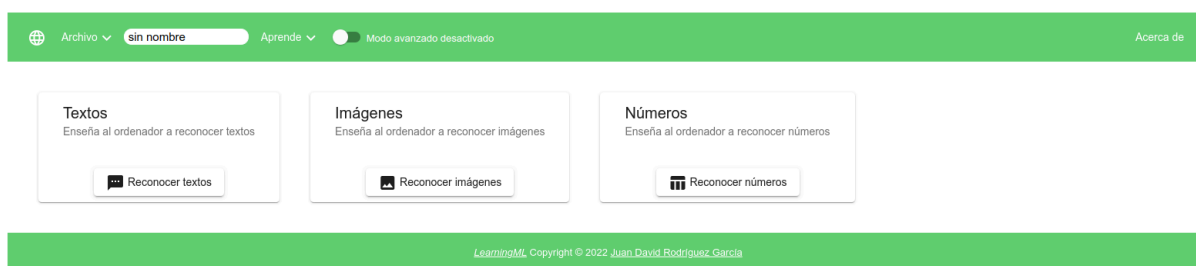 Archivo sin nombre Aprende Modo avanzado desactivado Acerca de
Textos
Enseña al ordenador a reconocer textos
Reconocer textos
Imágenes
Enseña al ordenador a reconocer imágenes
Reconocer imágenes
Números
Enseña al ordenador a reconocer números
Reconocer números
LearningML Copyright © 2022 Juan David Rodríguez García